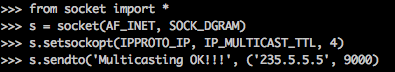 >>> from socket import *
>>> s = socket(AF_INET, SOCK_DGRAM)
>>> s.setsockopt(IPPROTO_IP, IP_MULTICAST_TTL, 4)
>>> s.sendto('Multicasting OK!!!', ('235.5.5.5', 9000)